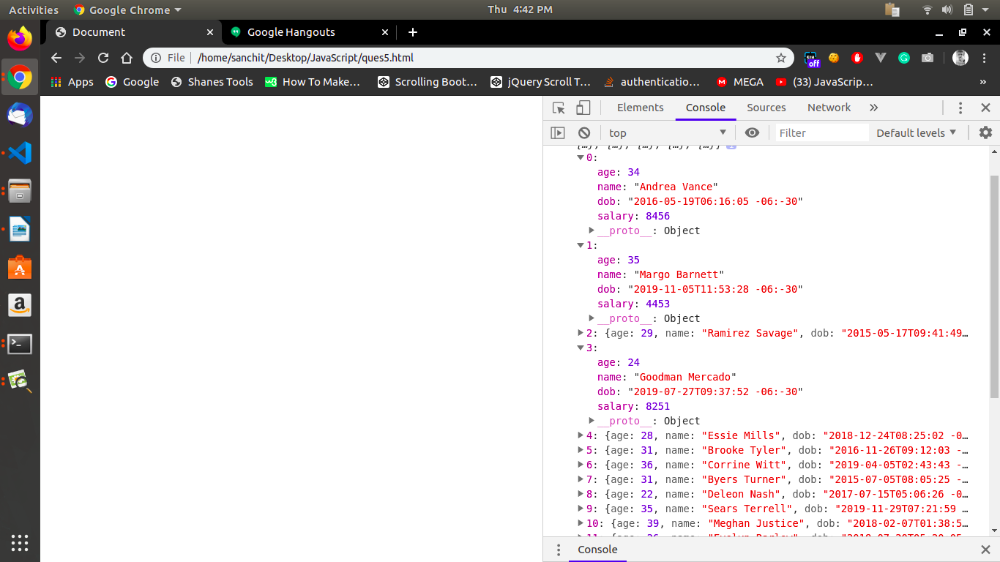 Activities Google Chrome Thu 4:42 PM
Document Google Hangouts
File /home/sanchit/Desktop/JavaScript/ques5.html off
Apps Google Shanes Tools How To Make… Scrolling Boot… jQuery Scroll T… authenticatio… MEGA (33) JavaScrip… »
Elements Console Sources Network »
top Filter Default levels
{…}, {…}, {…}, {…}, {…}]
0:
age: 34
name: "Andrea Vance"
dob: "2016-05-19T06:16:05 -06:-30"
salary: 8456
__proto__: Object
1:
age: 35
name: "Margo Barnett"
dob: "2019-11-05T11:53:28 -06:-30"
salary: 4453
__proto__: Object
2: {age: 29, name: "Ramirez Savage", dob: "2015-05-17T09:41:49…
3:
age: 24
name: "Goodman Mercado"
dob: "2019-07-27T09:37:52 -06:-30"
salary: 8251
__proto__: Object
4: {age: 28, name: "Essie Mills", dob: "2018-12-24T08:25:02 -0…
5: {age: 31, name: "Brooke Tyler", dob: "2016-11-26T09:12:03 -…
6: {age: 36, name: "Corrine Witt", dob: "2019-04-05T02:43:43 -…
7: {age: 31, name: "Byers Turner", dob: "2015-07-05T08:05:25 -…
8: {age: 22, name: "Deleon Nash", dob: "2017-07-15T05:06:26 -0…
9: {age: 35, name: "Sears Terrell", dob: "2019-11-29T07:21:59 …
10: {age: 39, name: "Meghan Justice", dob: "2018-02-07T01:38:5…
Console